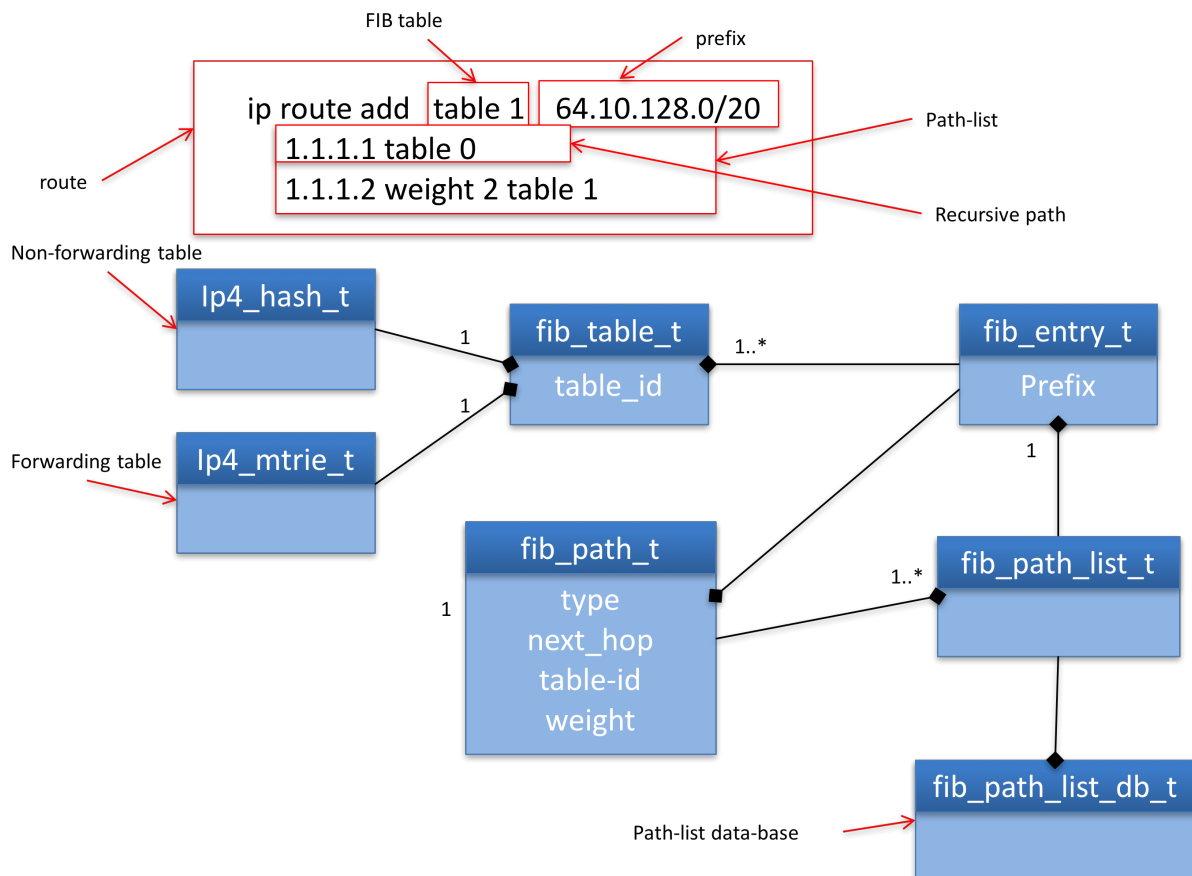 FIB table
prefix
ip route add table 1 64.10.128.0/20
Path-list
1.1.1.1 table 0
route
1.1.1.2 weight 2 table 1
Recursive path
Non-forwarding table
Ip4_hash_t
fib_table_t
fib_entry_t
1
1..*
table_id
Prefix
1
Forwarding table
Ip4_mtrie_t
1
fib_path_t
fib_path_list_t
1..*
type
1
next_hop
table-id
weight
fib_path_list_db_t
Path-list data-base